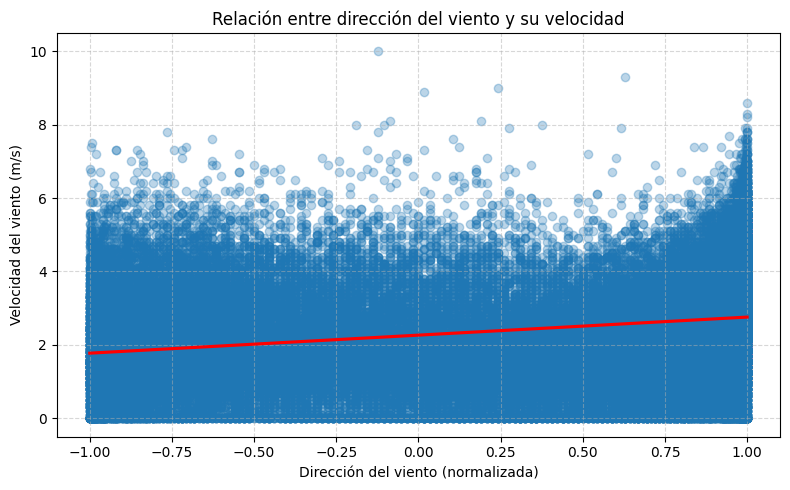 Relación entre dirección del viento y su velocidad
Velocidad del viento (m/s)
10
8
6
4
2
0
−1.00 −0.75 −0.50 −0.25 0.00 0.25 0.50 0.75 1.00
Dirección del viento (normalizada)